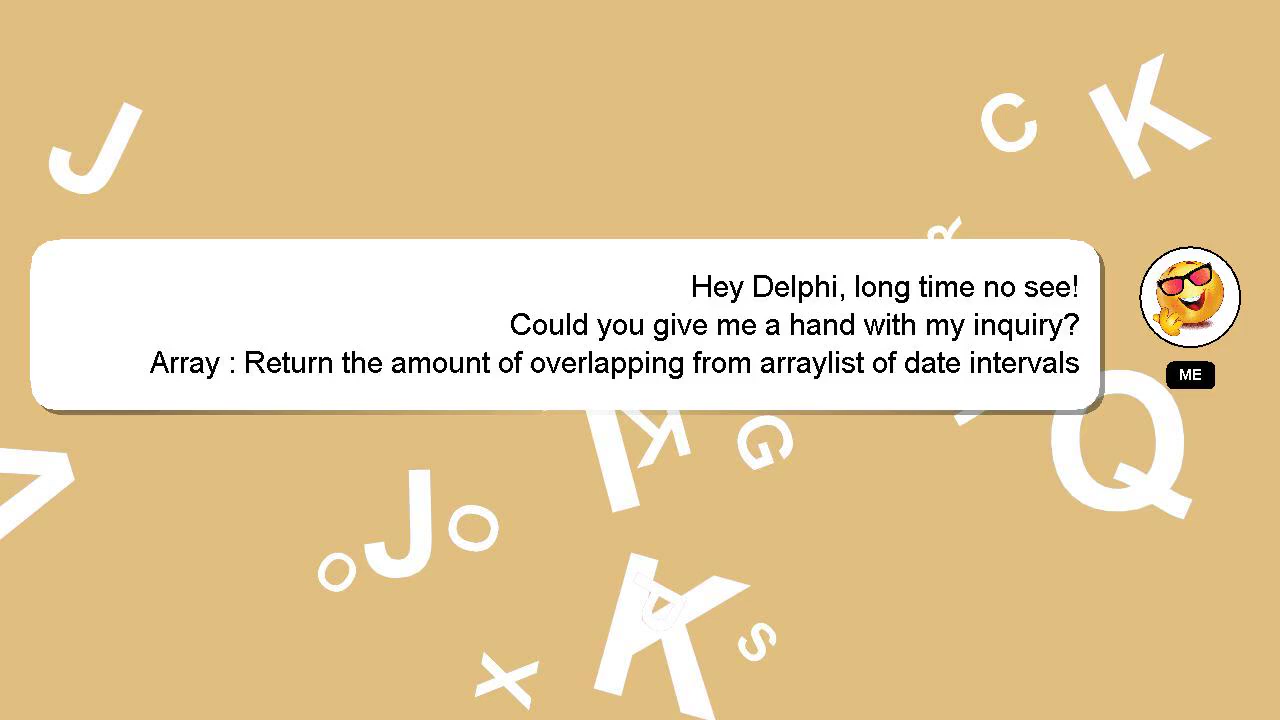 Hey Delphi, long time no see!
Could you give me a hand with my inquiry?
Array : Return the amount of overlapping from arraylist of date intervals
ME
J
C
K
R
Q
K
G
J
O
O
K
S
X